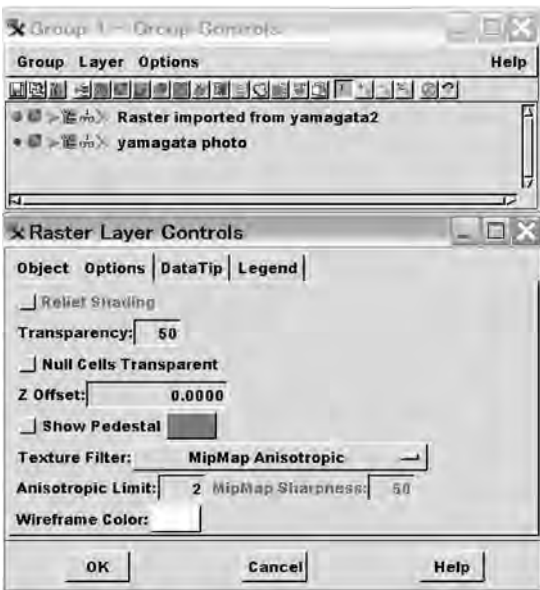 Group 1 - Group Controls
Group Layer Options Help
Raster imported from yamagata2
yamagata photo
Raster Layer Controls
Object Options DataTip Legend
Relief Shading
Transparency: 50
Null Cells Transparent
Z Offset: 0.0000
Show Pedestal
Texture Filter: MipMap Anisotropic
Anisotropic Limit: 2 MipMap Sharpness: 50
Wireframe Color:
OK Cancel Help